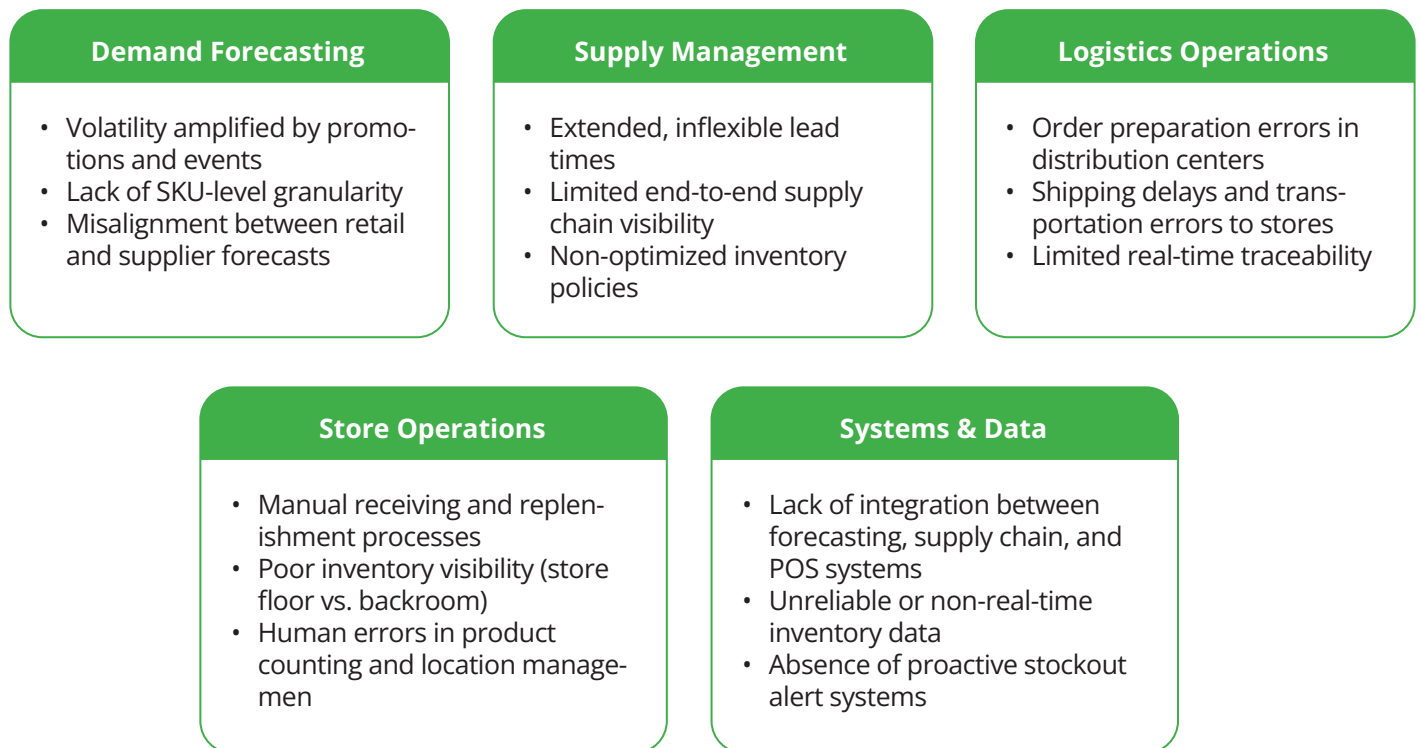 Demand Forecasting
• Volatility amplified by promo-
tions and events
• Lack of SKU-level granularity
• Misalignment between retail
and supplier forecasts
Supply Management
• Extended, inflexible lead
times
• Limited end-to-end supply
chain visibility
• Non-optimized inventory
policies
Logistics Operations
• Order preparation errors in
distribution centers
• Shipping delays and trans-
portation errors to stores
• Limited real-time traceability
Store Operations
• Manual receiving and replen-
ishment processes
• Poor inventory visibility (store
floor vs. backroom)
• Human errors in product
counting and location manage-
men
Systems & Data
• Lack of integration between
forecasting, supply chain, and
POS systems
• Unreliable or non-real-time
inventory data
• Absence of proactive stockout
alert systems